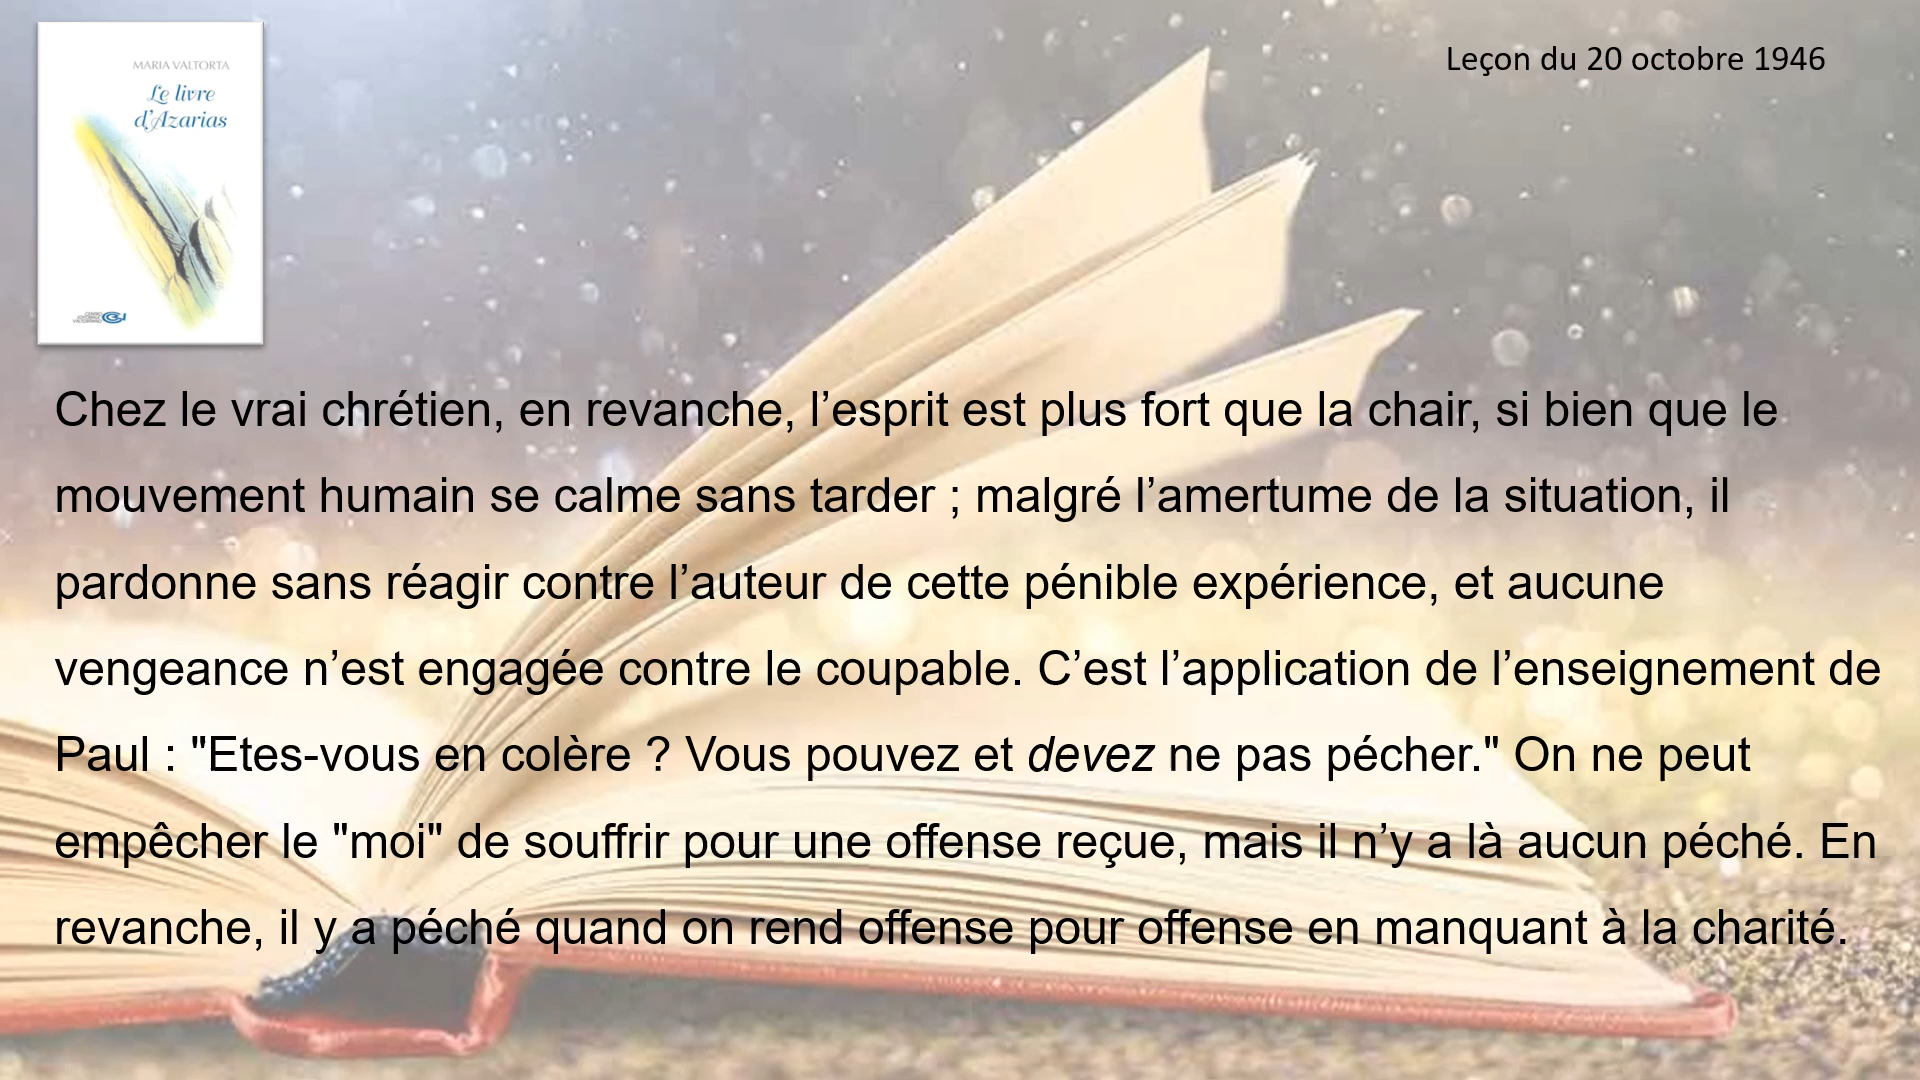 MARIA VALTORTA
Le livre
d'Azarias
CENTRO
EDITORIALE
VALTORTIANO
Leçon du 20 octobre 1946
Chez le vrai chrétien, en revanche, l’esprit est plus fort que la chair, si bien que le
mouvement humain se calme sans tarder ; malgré l’amertume de la situation, il
pardonne sans réagir contre l’auteur de cette pénible expérience, et aucune
vengeance n’est engagée contre le coupable. C’est l’application de l’enseignement de
Paul : "Etes-vous en colère ? Vous pouvez et devez ne pas pécher." On ne peut
empêcher le "moi" de souffrir pour une offense reçue, mais il n’y a là aucun péché. En
revanche, il y a péché quand on rend offense pour offense en manquant à la charité.